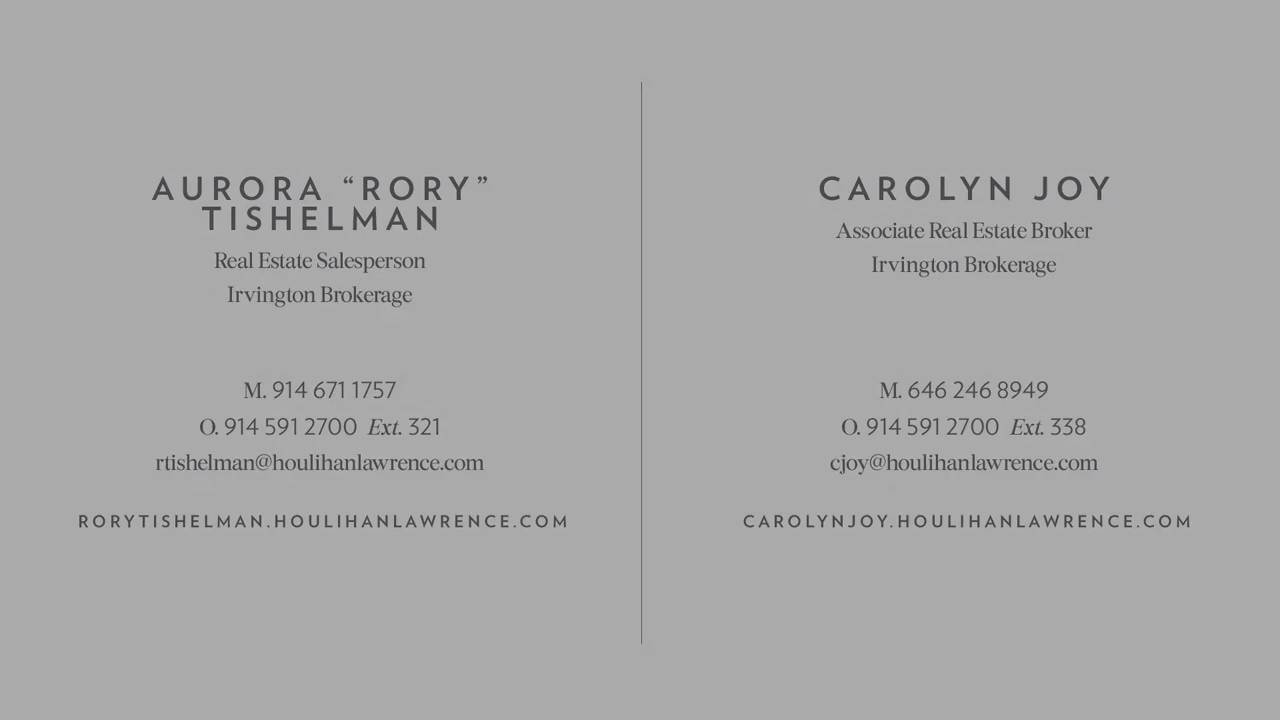 AURORA “RORY”
TISHELMAN
Real Estate Salesperson
Irvington Brokerage
M. 914 671 1757
O. 914 591 2700 Ext. 321
rtishelman@houlihanlawrence.com
RORYTISHELMAN.HOULIHANLAWRENCE.COM
CAROLYN JOY
Associate Real Estate Broker
Irvington Brokerage
M. 646 246 8949
O. 914 591 2700 Ext. 338
cjoy@houlihanlawrence.com
CAROLYNJOY.HOULIHANLAWRENCE.COM